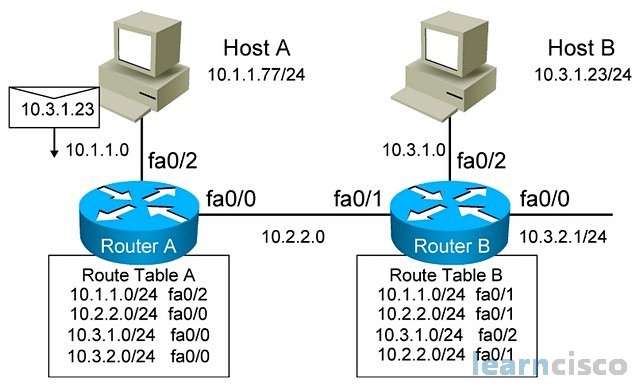 Host A
10.1.1.77/24
Host B
10.3.1.23/24
10.3.1.23
10.1.1.0
fa0/2
10.3.1.0
fa0/2
fa0/0
fa0/1
fa0/0
Router A
10.2.2.0
Router B
10.3.2.1/24
Route Table A
10.1.1.0/24 fa0/2
10.2.2.0/24 fa0/0
10.3.1.0/24 fa0/0
10.3.2.0/24 fa0/0
Route Table B
10.1.1.0/24 fa0/1
10.2.2.0/24 fa0/1
10.3.1.0/24 fa0/2
10.2.2.0/24 fa0/1
learncisco